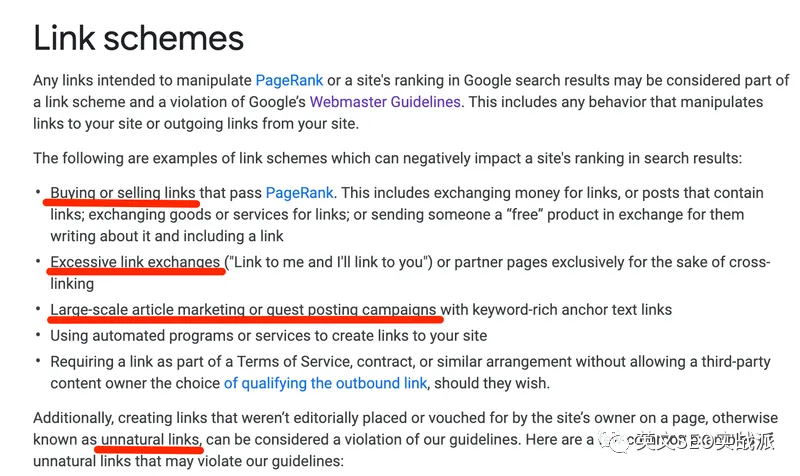 Link schemes
Any links intended to manipulate PageRank or a site's ranking in Google search results may be considered part of
a link scheme and a violation of Google's Webmaster Guidelines. This includes any behavior that manipulates
links to your site or outgoing links from your site.
The following are examples of link schemes which can negatively impact a site's ranking in search results:
• Buying or selling links that pass PageRank. This includes exchanging money for links, or posts that contain
links; exchanging goods or services for links; or sending someone a “free” product in exchange for them
writing about it and including a link
• Excessive link exchanges ("Link to me and I'll link to you") or partner pages exclusively for the sake of cross-
linking
• Large-scale article marketing or guest posting campaigns with keyword-rich anchor text links
• Using automated programs or services to create links to your site
• Requiring a link as part of a Terms of Service, contract, or similar arrangement without allowing a third-party
content owner the choice of qualifying the outbound link, should they wish.
Additionally, creating links that weren’t editorially placed or vouched for by the site’s owner on a page, otherwise
known as unnatural links, can be considered a violation of our guidelines. Here are a
英文SEO实战派
unnatural links that may violate our guidelines: